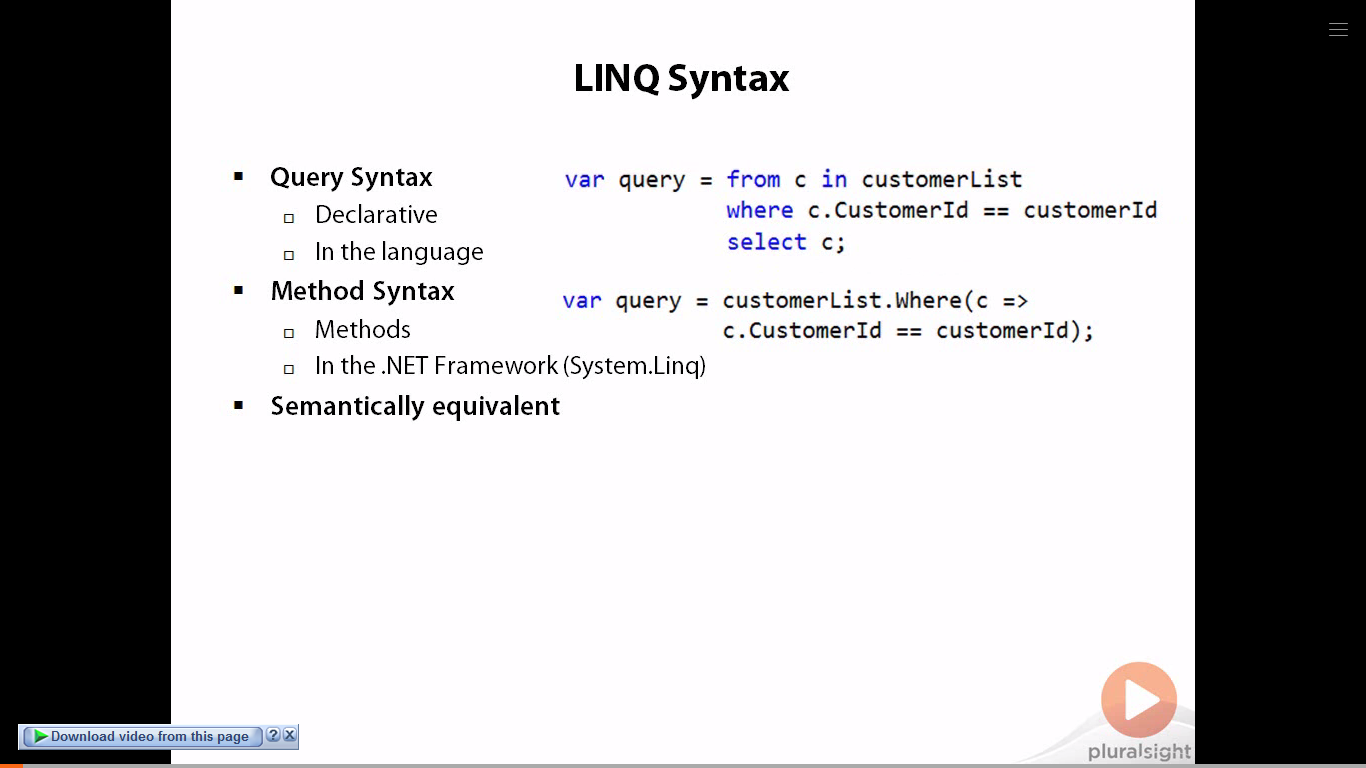 LINQ Syntax
Query Syntax
var query = from c in customerList
Declarative
where c.CustomerId == customerId
In the language
select c;
Method Syntax
var query = customerList.Where(c =>
Methods
c.CustomerId == customerId);
In the .NET Framework (System.Linq)
Semantically equivalent
Download video from this page
? X
pluralsight